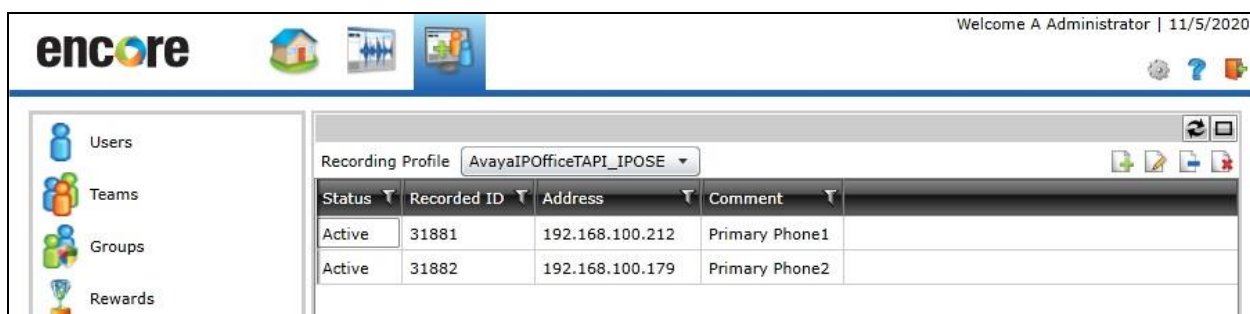 Welcome A Administrator | 11/5/2020
encore
Users
Teams
Groups
Rewards
Recording Profile AvayaIPOfficeTAPI_IPOSE
Status Recorded ID Address Comment
Active 31881 192.168.100.212 Primary Phone1
Active 31882 192.168.100.179 Primary Phone2